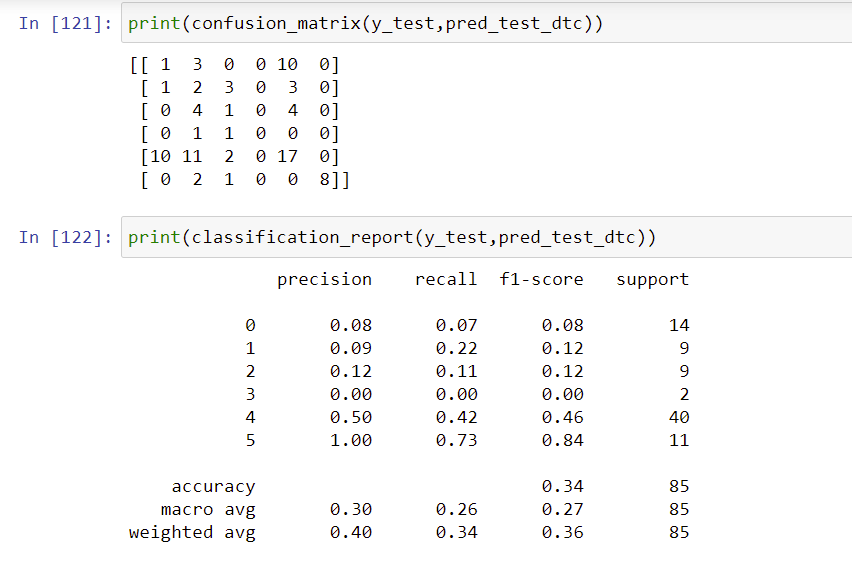 In [121]: print(confusion_matrix(y_test,pred_test_dtc))
[[ 1  3  0  0 10  0]
 [ 1  2  3  0  3  0]
 [ 0  4  1  0  4  0]
 [ 0  1  1  0  0  0]
 [10 11  2  0 17  0]
 [ 0  2  1  0  0  8]]
In [122]: print(classification_report(y_test,pred_test_dtc))
              precision    recall  f1-score   support
           0       0.08      0.07      0.08        14
           1       0.09      0.22      0.12         9
           2       0.12      0.11      0.12         9
           3       0.00      0.00      0.00         2
           4       0.50      0.42      0.46        40
           5       1.00      0.73      0.84        11
    accuracy                           0.34        85
   macro avg       0.30      0.26      0.27        85
weighted avg       0.40      0.34      0.36        85